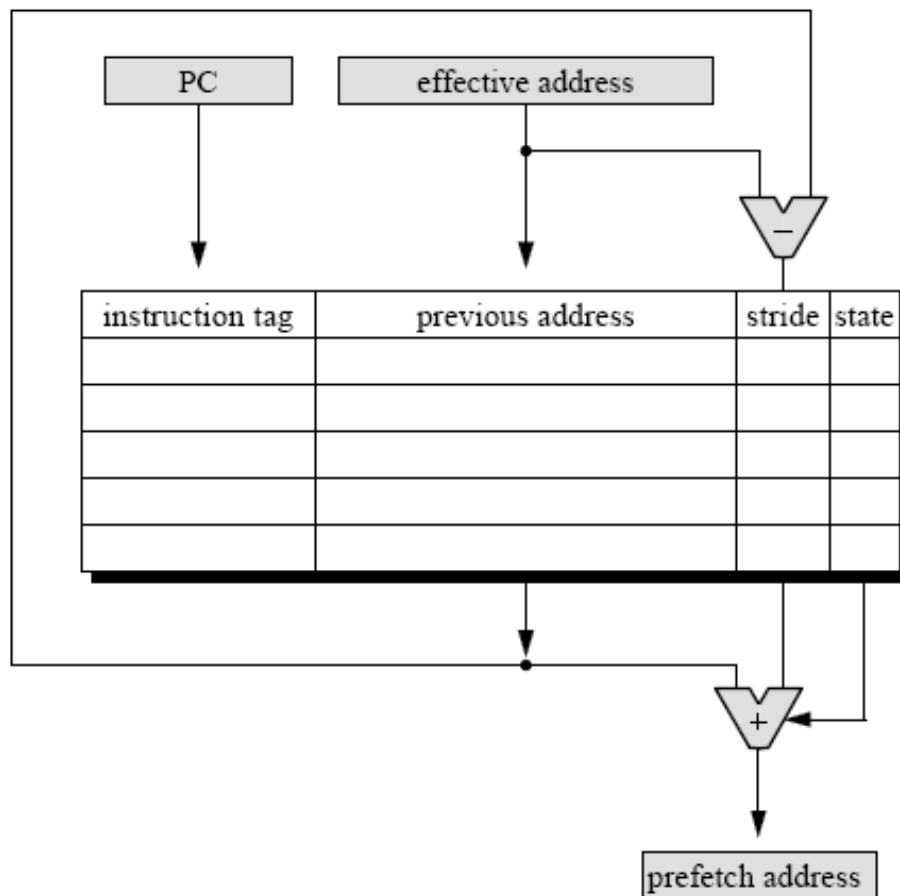 PC
effective address
−
instruction tag
previous address
stride
state
+
prefetch address